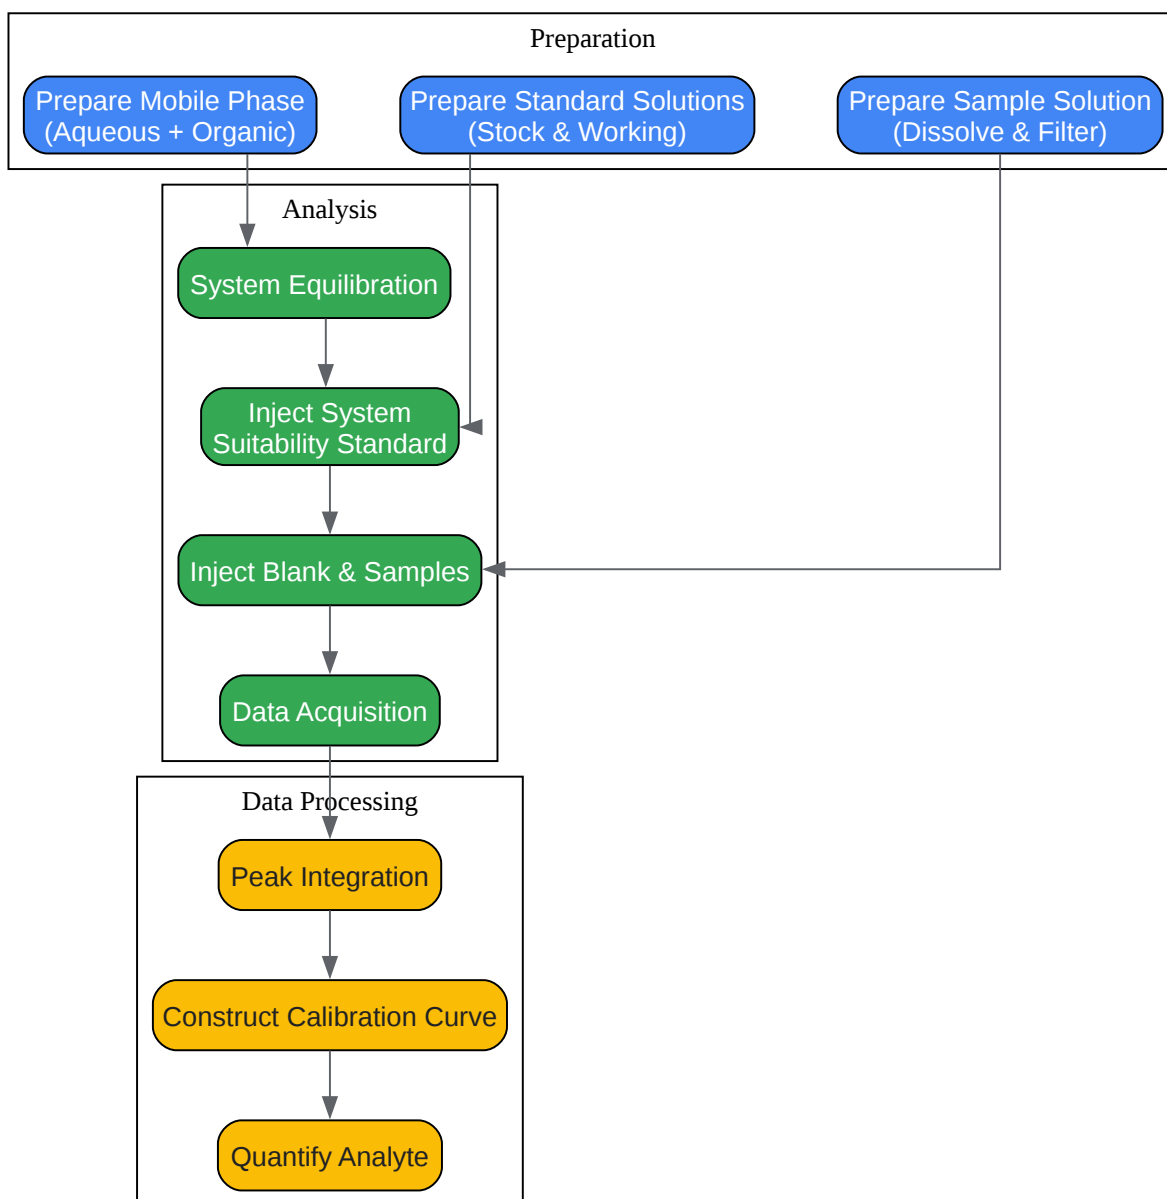 Preparation
Prepare Mobile Phase
(Aqueous + Organic)
Prepare Standard Solutions
(Stock & Working)
Prepare Sample Solution
(Dissolve & Filter)
Analysis
System Equilibration
Inject System
Suitability Standard
Inject Blank & Samples
Data Acquisition
Data Processing
Peak Integration
Construct Calibration Curve
Quantify Analyte